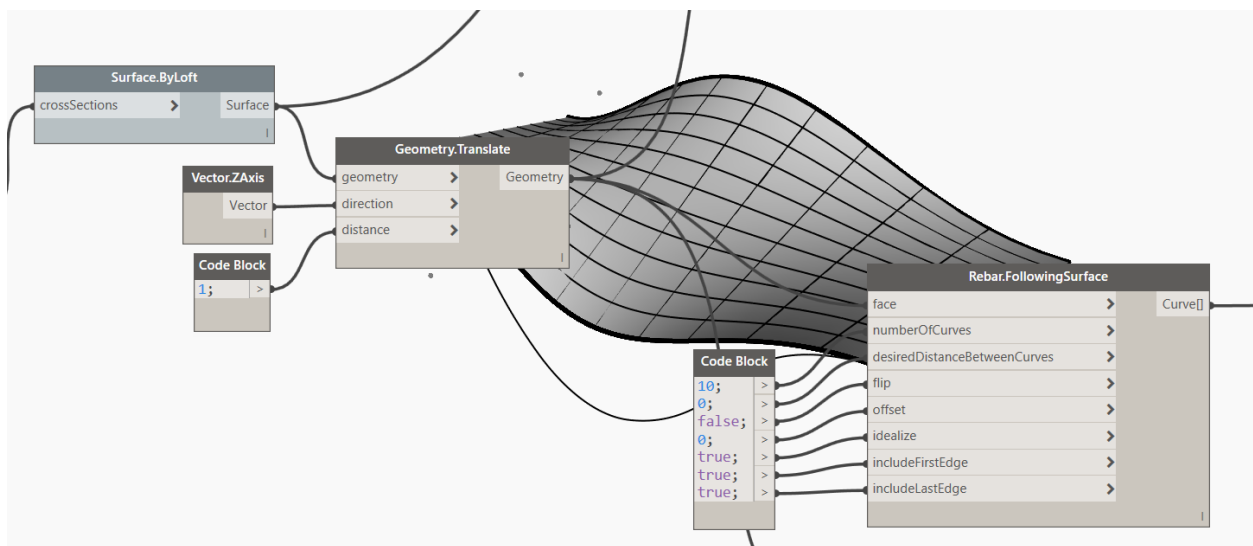 Surface.ByLoft
crossSections > Surface
Vector.ZAxis
Vector
Code Block
1; >
Geometry.Translate
geometry > Geometry
direction >
distance >
Code Block
10; >
0; >
false; >
0; >
true; >
true; >
true; >
Rebar.FollowingSurface
face > Curve[]
numberOfCurves >
desiredDistanceBetweenCurves >
flip >
offset >
idealize >
includeFirstEdge >
includeLastEdge >